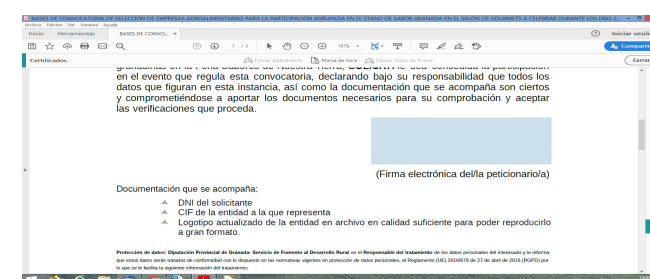 BASES DE CONVOCATORIA DE SELECCIÓN DE EMPRESAS AGROALIMENTARIAS PARA LA PARTICIPACIÓN AGRUPADA EN EL STAND DE SABOR GRANADA EN EL SALÓN DE GOURMETS A CELEBRAR DURANTE LOS DÍAS 2...
Archivo Edición Ver Ventana Ayuda
Inicio Herramientas BASES DE CONVO... × Iniciar sesión
1 / 2 107% Compartir
Certificados Firmar digitalmente Marca de hora Validar todas las firmas Cerrar
en el evento que regula esta convocatoria, declarando bajo su responsabilidad que todos los
datos que figuran en esta instancia, así como la documentación que se acompaña son ciertos
y comprometiéndose a aportar los documentos necesarios para su comprobación y aceptar
las verificaciones que proceda.
(Firma electrónica del/la peticionario/a)
Documentación que se acompaña:
DNI del solicitante
CIF de la entidad a la que representa
Logotipo actualizado de la entidad en archivo en calidad suficiente para poder reproducirlo
a gran formato.
Protección de datos: Diputación Provincial de Granada- Servicio de Fomento al Desarrollo Rural es el Responsable del tratamiento de los datos personales del interesado y le informa
que estos datos serán tratados de conformidad con lo dispuesto en las normativas vigentes en protección de datos personales, el Reglamento (UE) 2016/679 de 27 de abril de 2016 (RGPD) por
lo que se le facilita la siguiente información del tratamiento: